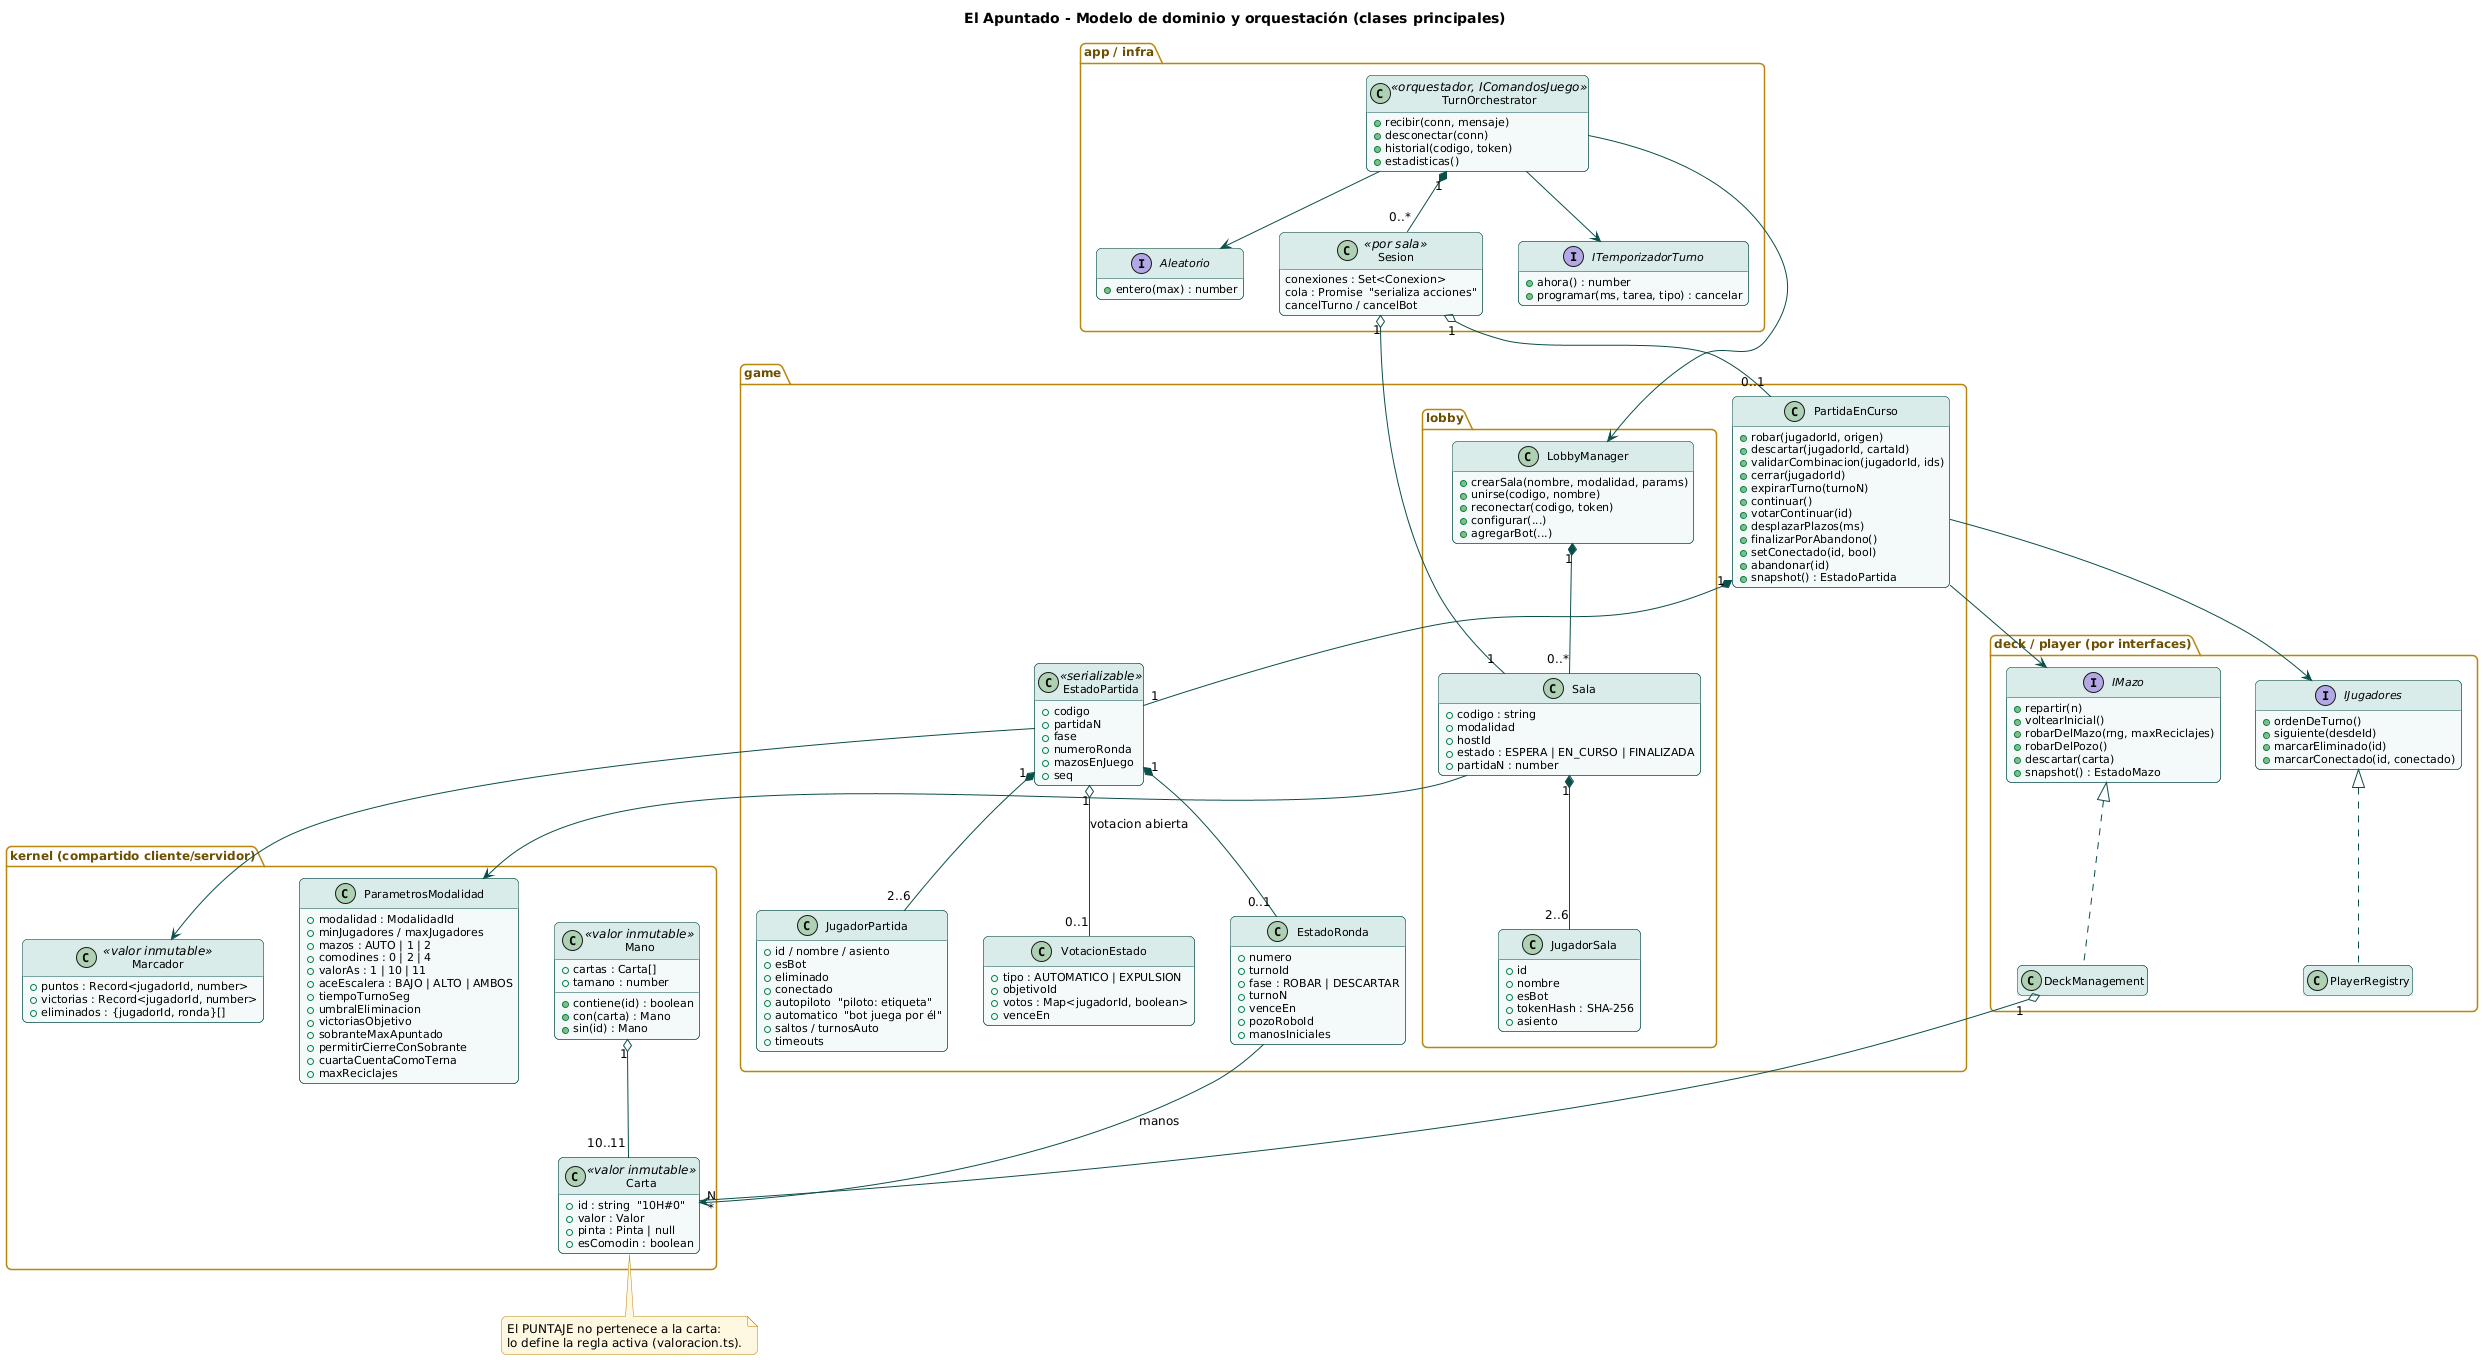 El Apuntado - Modelo de dominio y orquestación (clases principales)
app / infra
C
«orquestador, IComandosJuego»
TurnOrchestrator
recibir(conn, mensaje)
desconectar(conn)
historial(codigo, token)
estadisticas()
1
0..*
I
Aleatorio
entero(max) : number
C
«por sala»
Sesion
conexiones : Set<Conexion>
cola : Promise "serializa acciones"
cancelTurno / cancelBot
I
ITemporizadorTurno
ahora() : number
programar(ms, tarea, tipo) : cancelar
1
1
game
0..1
C
PartidaEnCurso
robar(jugadorId, origen)
descartar(jugadorId, cartaId)
validarCombinacion(jugadorId, ids)
cerrar(jugadorId)
expirarTurno(turnoN)
continuar()
votarContinuar(id)
desplazarPlazos(ms)
finalizarPorAbandono()
setConectado(id, bool)
abandonar(id)
snapshot() : EstadoPartida
1
lobby
C
LobbyManager
crearSala(nombre, modalidad, params)
unirse(codigo, nombre)
reconectar(codigo, token)
configurar(...)
agregarBot(...)
1
1
0..*
C
Sala
codigo : string
modalidad
hostId
estado : ESPERA | EN_CURSO | FINALIZADA
partidaN : number
1
2..6
C
JugadorSala
id
nombre
esBot
tokenHash : SHA-256
asiento
C
«serializable»
EstadoPartida
codigo
partidaN
fase
numeroRonda
mazosEnJuego
seq
1
1
1
1
votacion abierta
2..6
0..1
0..1
C
JugadorPartida
id / nombre / asiento
esBot
eliminado
conectado
autopiloto "piloto: etiqueta"
automatico "bot juega por él"
saltos / turnosAuto
timeouts
C
VotacionEstado
tipo : AUTOMATICO | EXPULSION
objetivoId
votos : Map<jugadorId, boolean>
venceEn
C
EstadoRonda
numero
turnoId
fase : ROBAR | DESCARTAR
turnoN
venceEn
pozoRoboId
manosIniciales
manos
deck / player (por interfaces)
I
IMazo
repartir(n)
voltearInicial()
robarDelMazo(rng, maxReciclajes)
robarDelPozo()
descartar(carta)
snapshot() : EstadoMazo
I
IJugadores
ordenDeTurno()
siguiente(desdeId)
marcarEliminado(id)
marcarConectado(id, conectado)
C
DeckManagement
1
C
PlayerRegistry
kernel (compartido cliente/servidor)
C
«valor inmutable»
Marcador
puntos : Record<jugadorId, number>
victorias : Record<jugadorId, number>
eliminados : {jugadorId, ronda}[]
C
ParametrosModalidad
modalidad : ModalidadId
minJugadores / maxJugadores
mazos : AUTO | 1 | 2
comodines : 0 | 2 | 4
valorAs : 1 | 10 | 11
aceEscalera : BAJO | ALTO | AMBOS
tiempoTurnoSeg
umbralEliminacion
victoriasObjetivo
sobranteMaxApuntado
permitirCierreConSobrante
cuartaCuentaComoTerna
maxReciclajes
C
«valor inmutable»
Mano
cartas : Carta[]
tamano : number
contiene(id) : boolean
con(carta) : Mano
sin(id) : Mano
1
10..11
C
«valor inmutable»
Carta
id : string "10H#0"
valor : Valor
pinta : Pinta | null
esComodin : boolean
N
*
El PUNTAJE no pertenece a la carta:
lo define la regla activa (valoracion.ts).